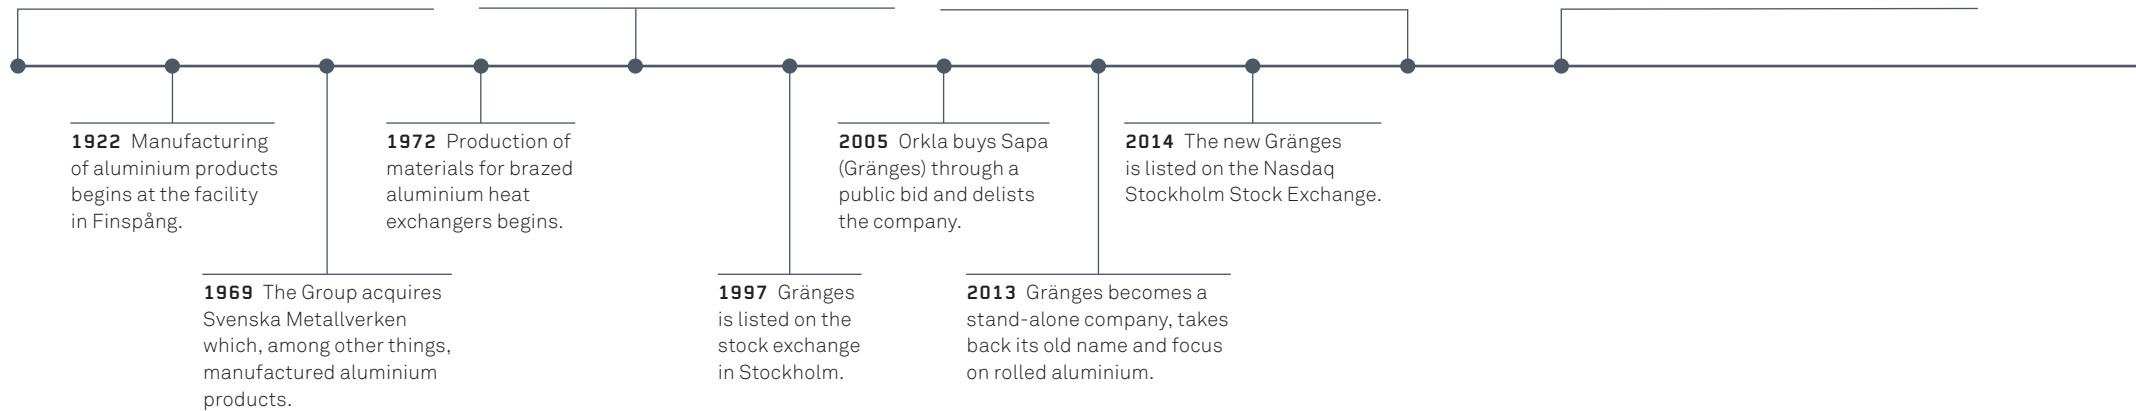 1922 Manufacturing
of aluminium products
begins at the facility
in Finspång.
1969 The Group acquires
Svenska Metallverken
which, among other things,
manufactured aluminium
products.
1972 Production of
materials for brazed
aluminium heat
exchangers begins.
1997 Gränges
is listed on the
stock exchange
in Stockholm.
2005 Orkla buys Sapa
(Gränges) through a
public bid and delists
the company.
2013 Gränges becomes a
stand-alone company, takes
back its old name and focus
on rolled aluminium.
2014 The new Gränges
is listed on the Nasdaq
Stockholm Stock Exchange.